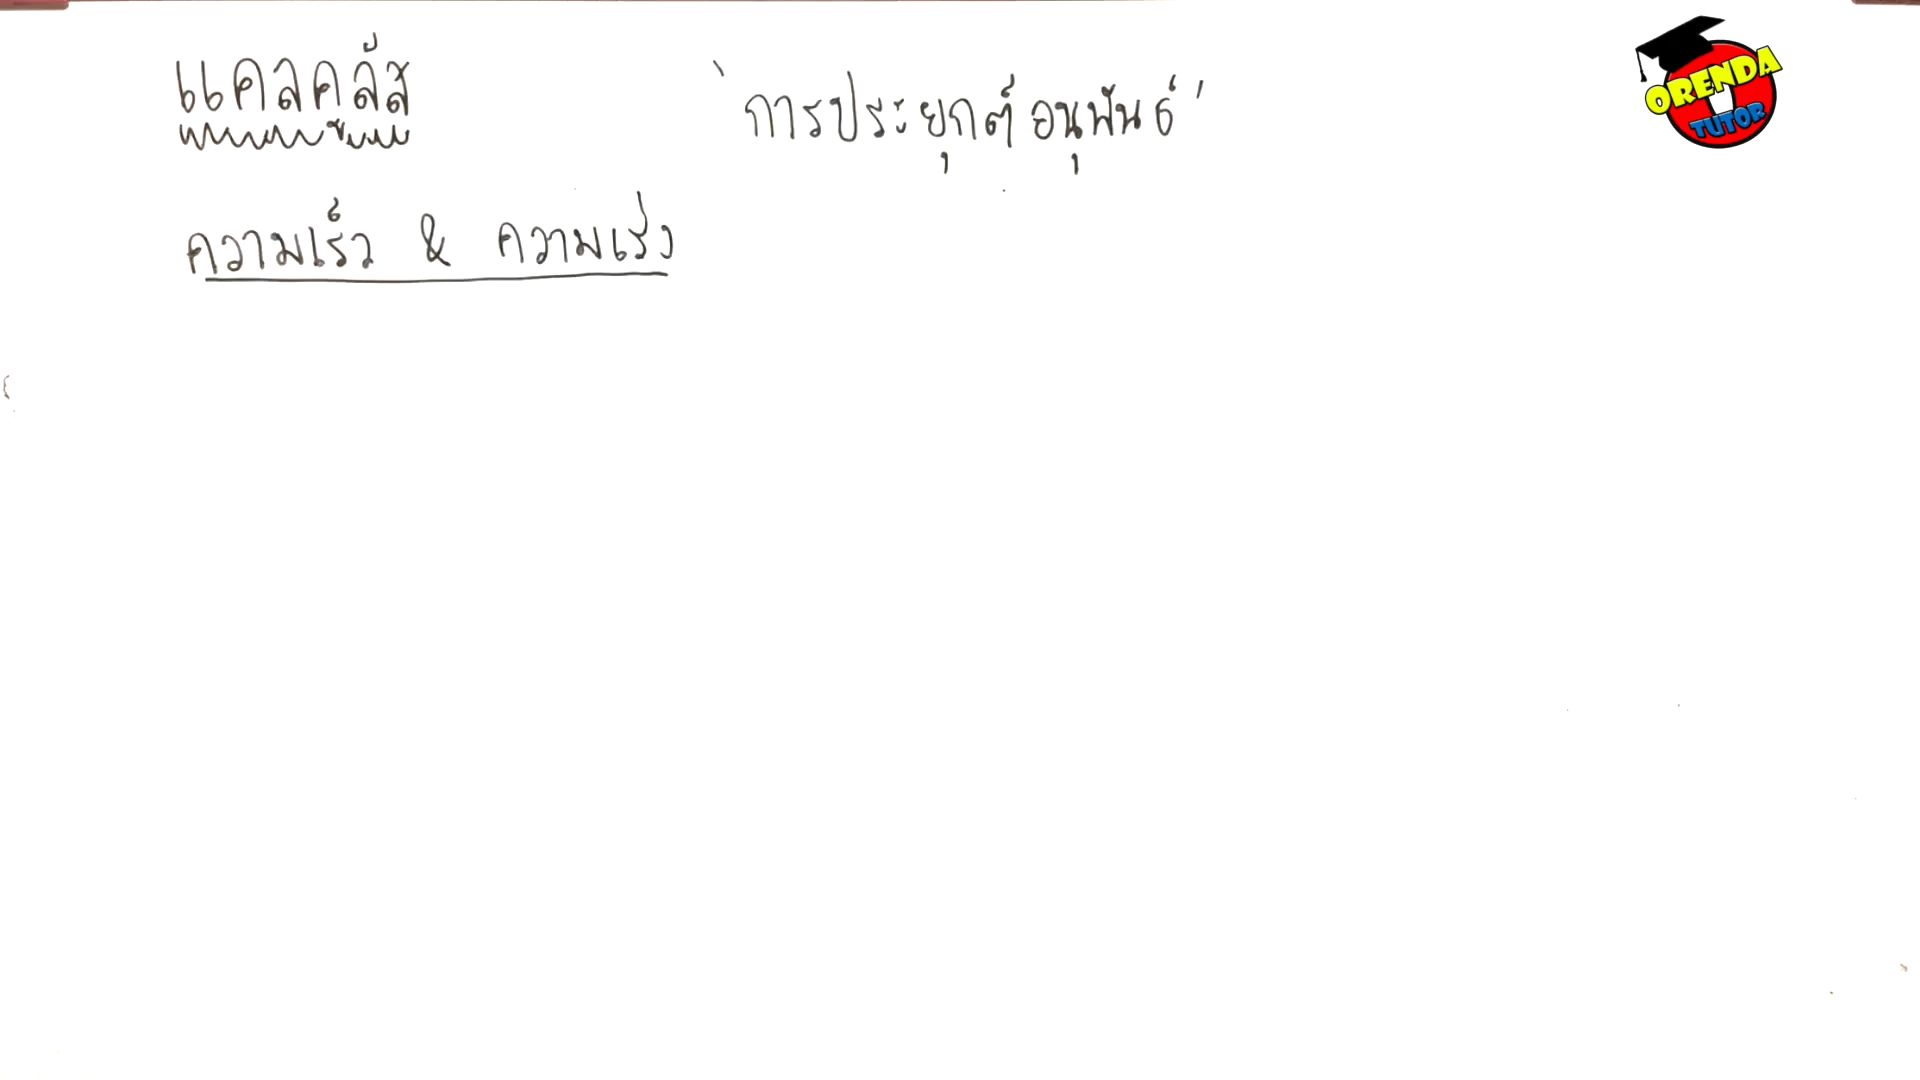 แคลคูลัส
"การประยุกต์อนุพันธ์"
ORENDA
TUTOR
ความเร็ว & ความเร่ง